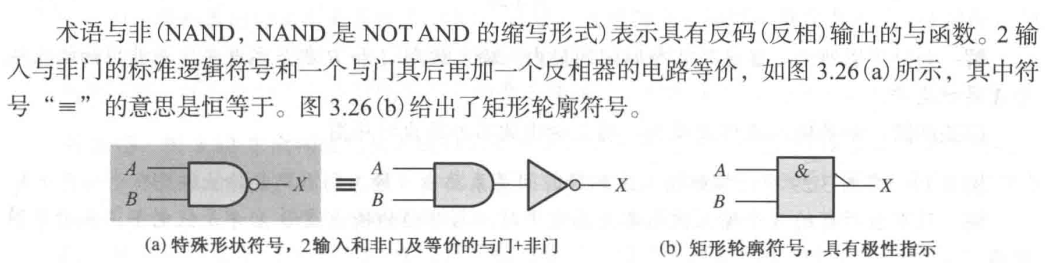 术语与非(NAND，NAND 是 NOT AND 的缩写形式)表示具有反码(反相)输出的与函数。2 输
入与非门的标准逻辑符号和一个与门其后再加一个反相器的电路等价，如图 3.26(a)所示，其中符
号“≡”的意思是恒等于。图 3.26(b)给出了矩形轮廓符号。
A
B
X
≡
A
B
X
A
B
&
X
(a) 特殊形状符号，2输入和非门及等价的与门+非门
(b) 矩形轮廓符号，具有极性指示